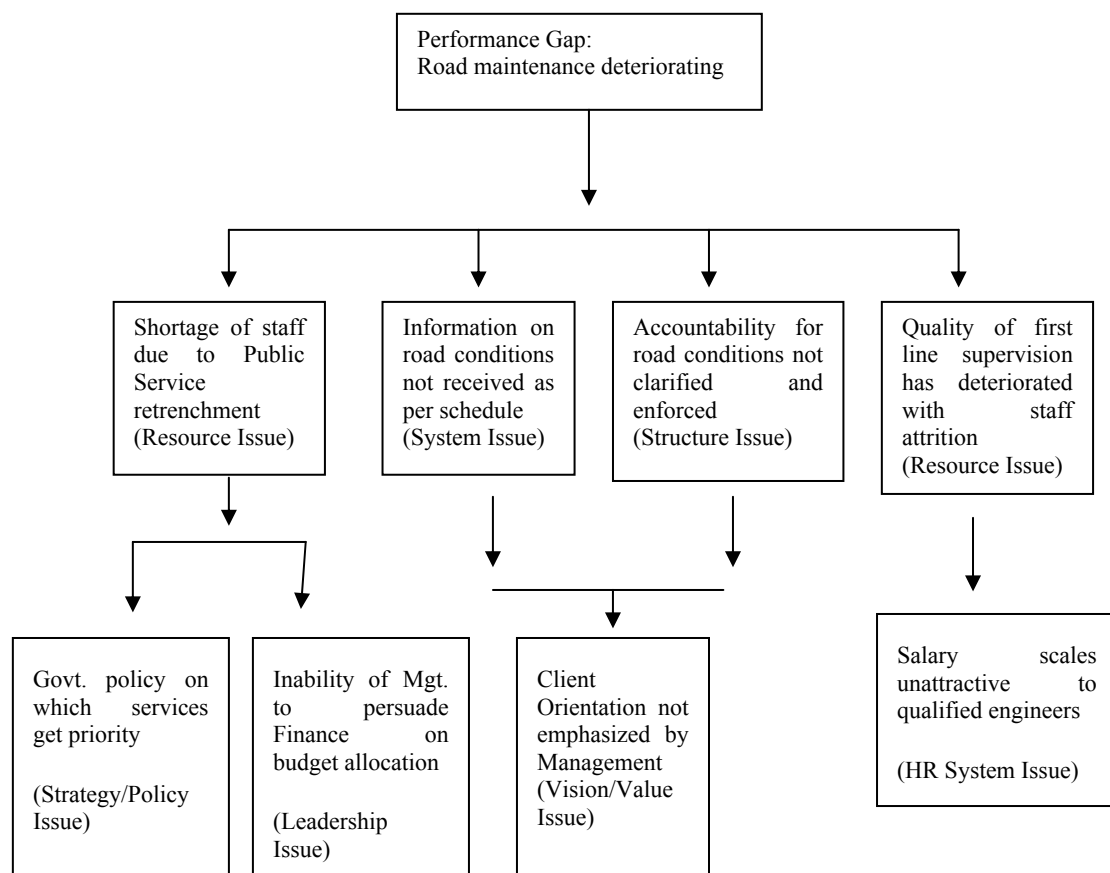 Performance Gap:
Road maintenance deteriorating
Shortage of staff
due to Public
Service
retrenchment
(Resource Issue)
Information on
road conditions
not received as
per schedule
(System Issue)
Accountability for
road conditions not
clarified and
enforced
(Structure Issue)
Quality of first
line supervision
has deteriorated
with staff
attrition
(Resource Issue)
Govt. policy on
which services
get priority
(Strategy/Policy
Issue)
Inability of Mgt.
to persuade
Finance on
budget allocation
(Leadership
Issue)
Client
Orientation not
emphasized by
Management
(Vision/Value
Issue)
Salary scales
unattractive to
qualified engineers
(HR System Issue)